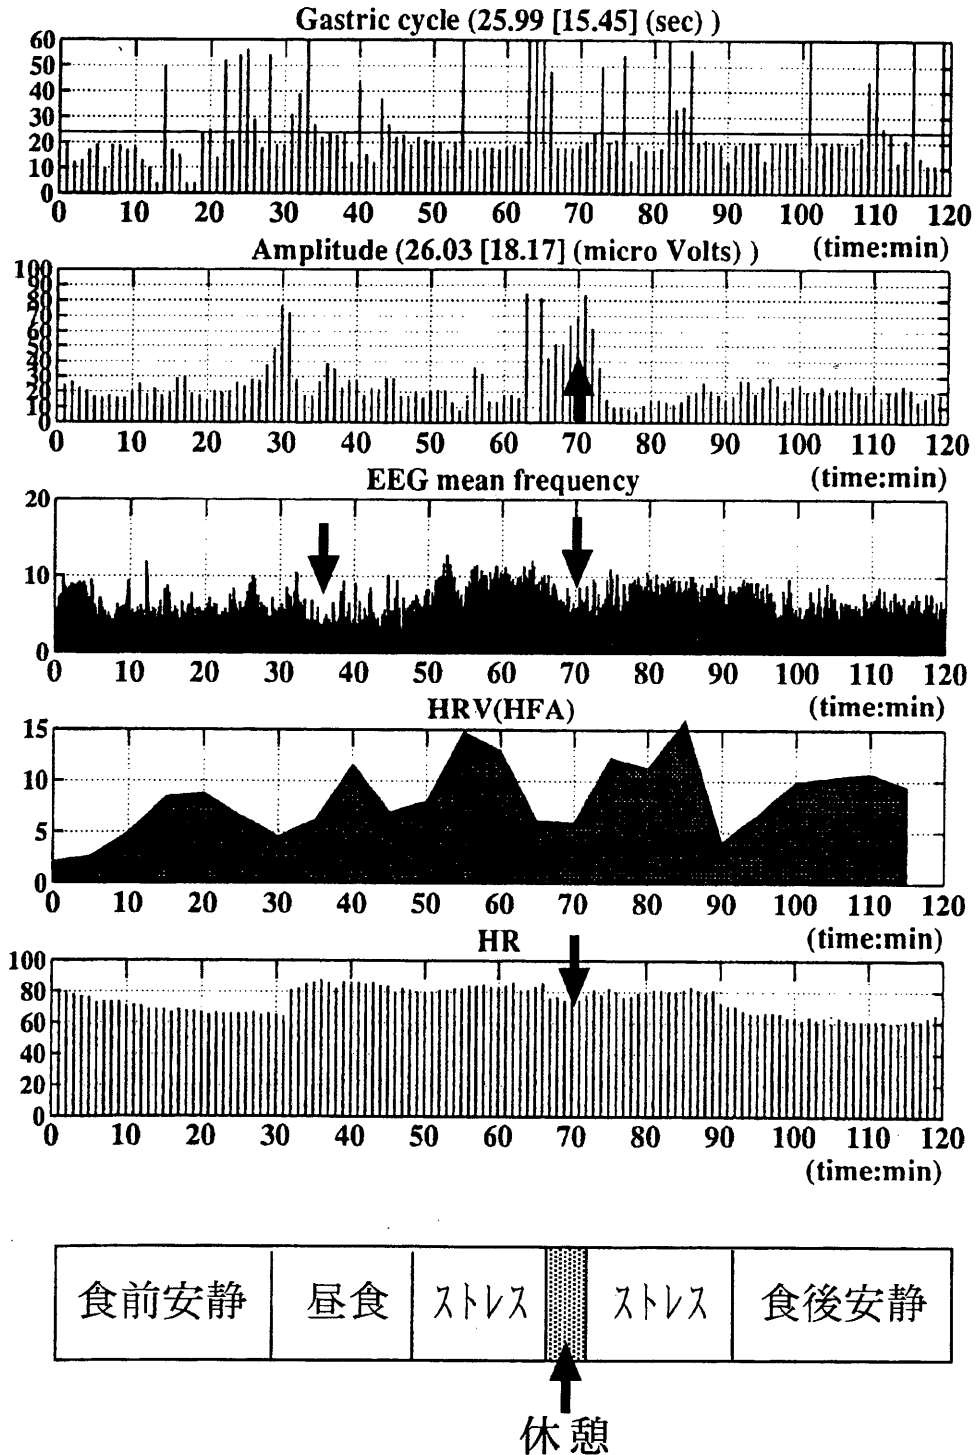 Gastric cycle (25.99 [15.45] (sec) )
60
50
40
30
20
10
0
0 10 20 30 40 50 60 70 80 90 100 110 120
(time:min)
Amplitude (26.03 [18.17] (micro Volts) )
100
90
80
70
60
50
40
30
20
10
0
0 10 20 30 40 50 60 70 80 90 100 110 120
(time:min)
EEG mean frequency
20
10
0
0 10 20 30 40 50 60 70 80 90 100 110 120
(time:min)
HRV(HFA)
15
10
5
0
0 10 20 30 40 50 60 70 80 90 100 110 120
(time:min)
HR
100
80
60
40
20
0
0 10 20 30 40 50 60 70 80 90 100 110 120
(time:min)
食前安静 昼食 ストレス ストレス 食後安静
休憩